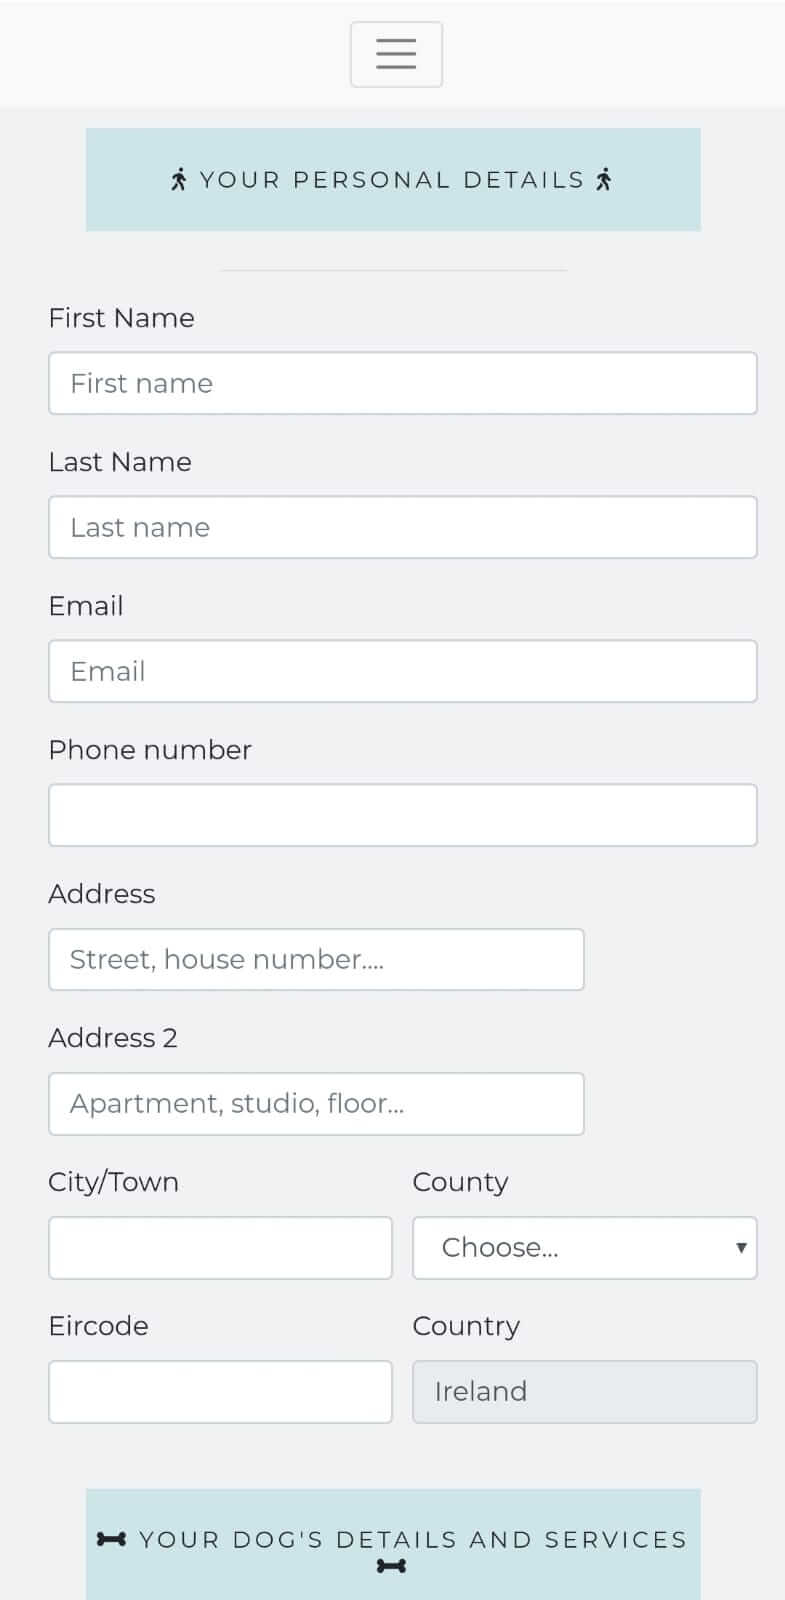 YOUR PERSONAL DETAILS
First Name
First name
Last Name
Last name
Email
Email
Phone number
Address
Street, house number....
Address 2
Apartment, studio, floor...
City/Town County
Choose...
Eircode Country
Ireland
YOUR DOG'S DETAILS AND SERVICES